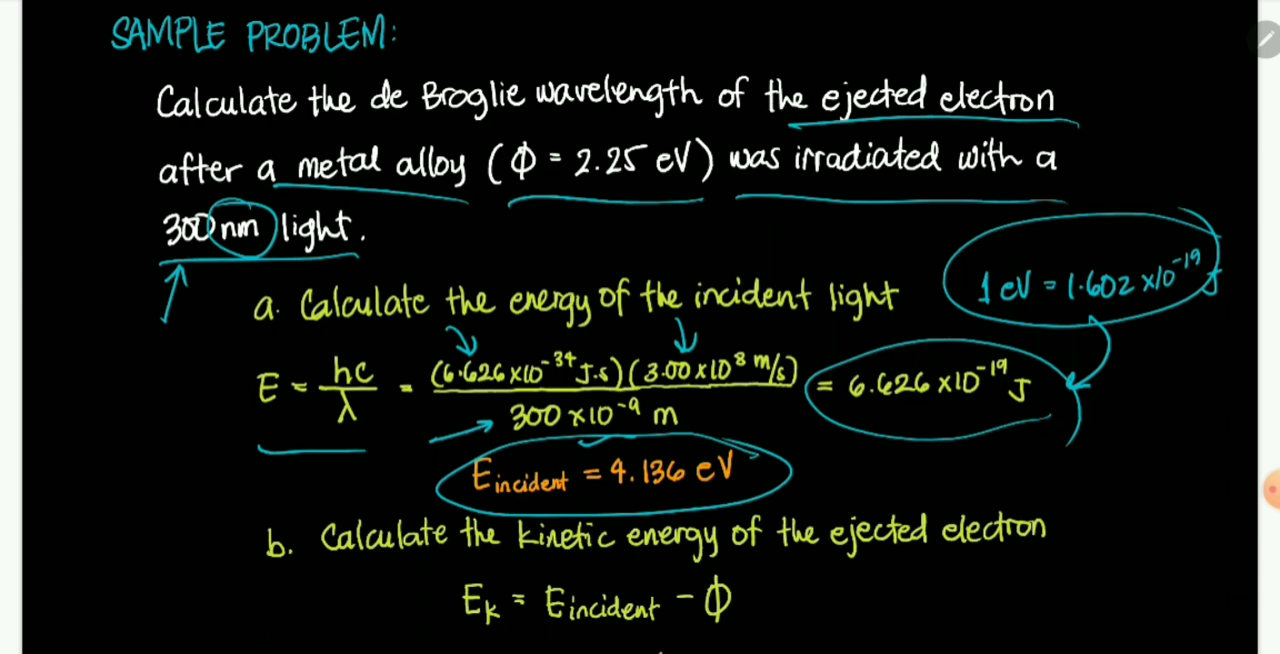 SAMPLE PROBLEM:
Calculate the de Broglie wavelength of the ejected electron
after a metal alloy (Φ = 2.25 eV) was irradiated with a
300 nm light.
1 eV = 1.602 x10⁻¹⁹ J
a. Calculate the energy of the incident light
E = hc/λ = (6.626 x10⁻³⁴ J·s)(3.00 x 10⁸ m/s) / 300 x10⁻⁹ m = 6.626 x10⁻¹⁹ J
E incident = 4.136 eV
b. Calculate the kinetic energy of the ejected electron
Eₖ = E incident - Φ